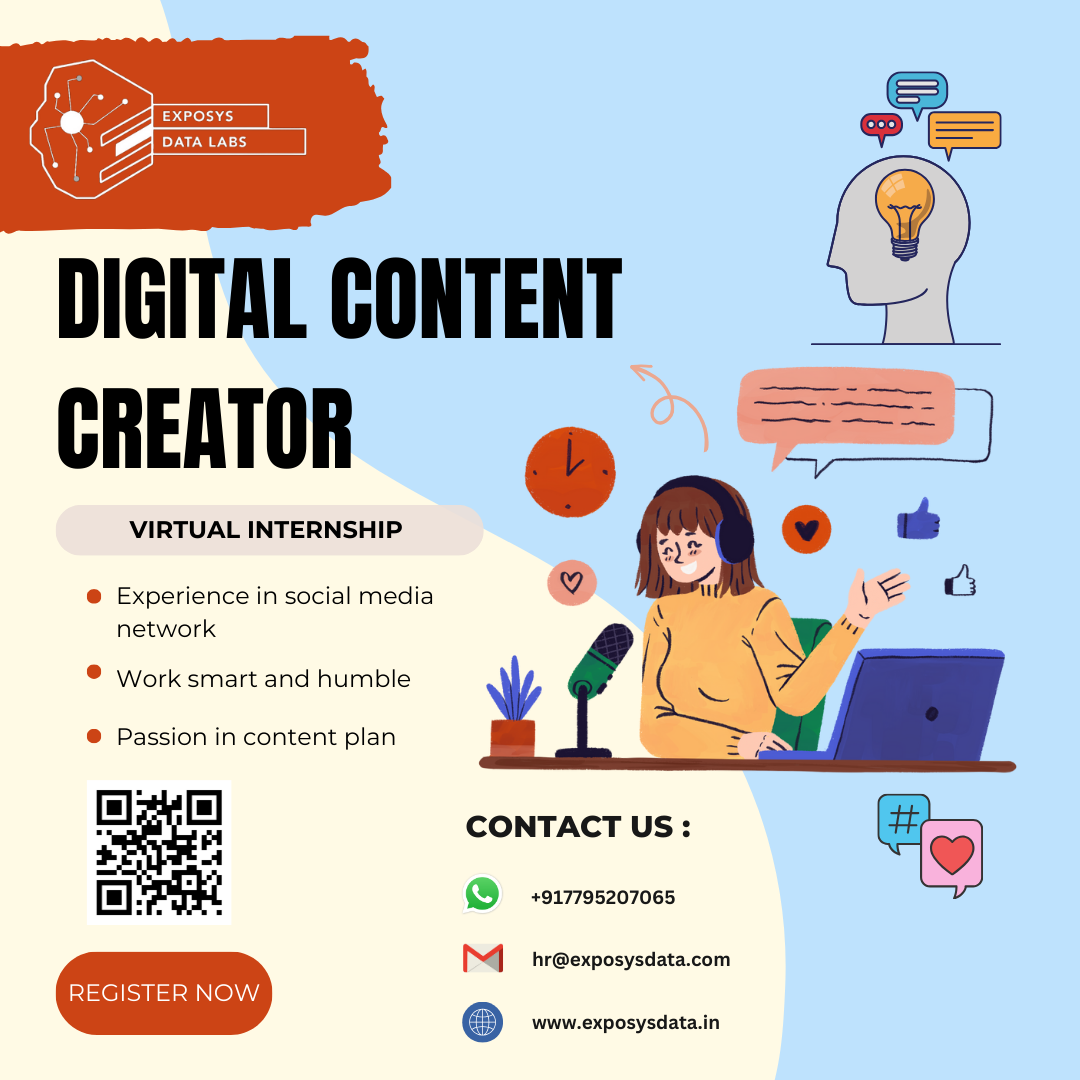 EXPOSYS
DATA LABS
DIGITAL CONTENT
CREATOR
VIRTUAL INTERNSHIP
Experience in social media
network
Work smart and humble
Passion in content plan
REGISTER NOW
CONTACT US :
+917795207065
hr@exposysdata.com
www.exposysdata.in